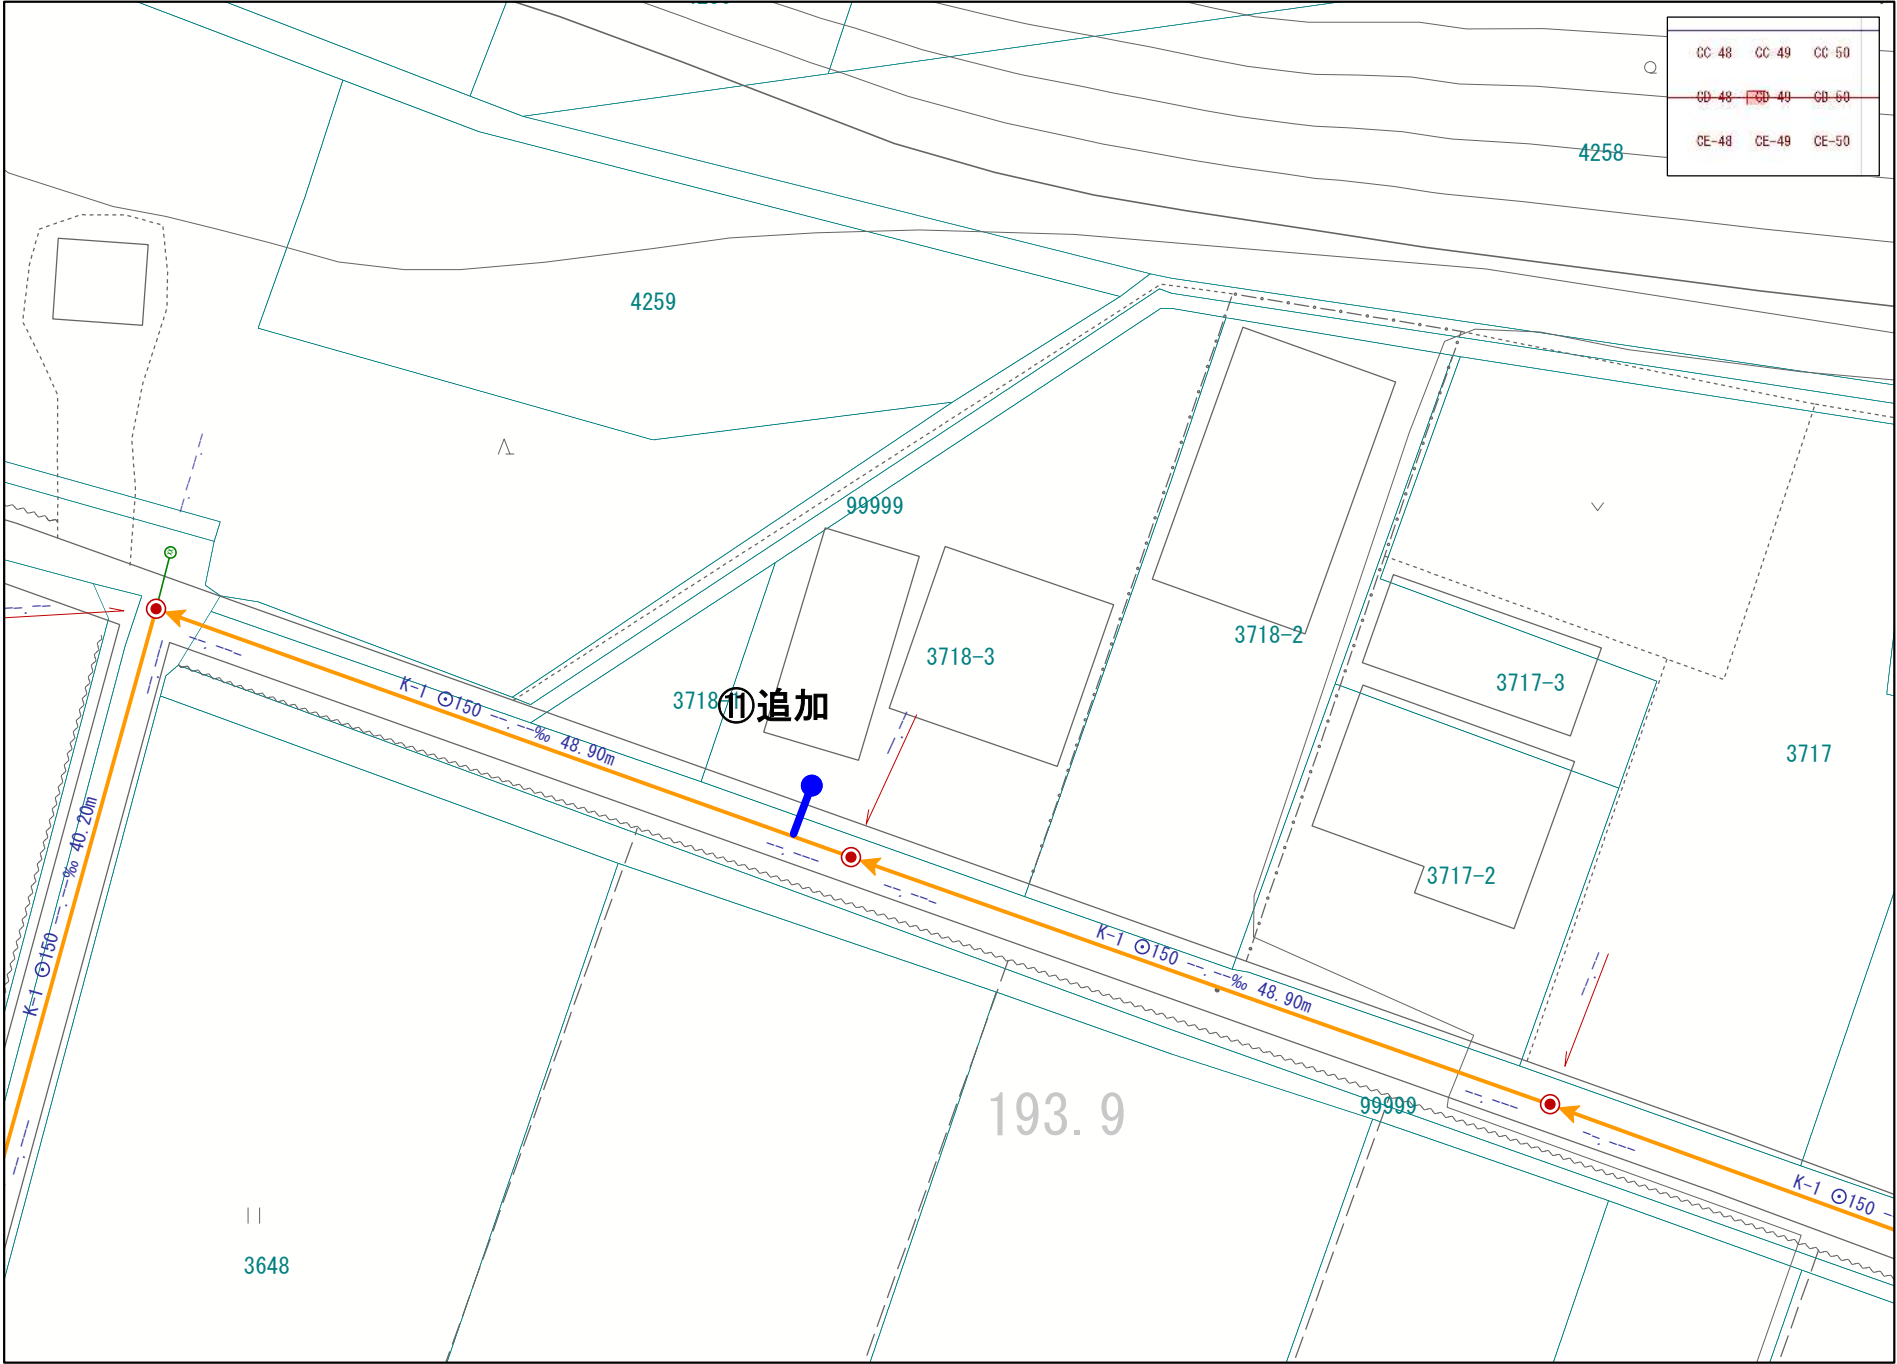 CC-48 CC-49 CC-50
CD-48 CD-49 CD-50
CE-48 CE-49 CE-50
4258
4259
99999
3718-2
3718-3
3717-3
3718-1
⑪追加
K-1 ⊙150 --.--‰ 48.90m
3717
K-1 ⊙150 --.--‰ 40.20m
3717-2
K-1 ⊙150 --.--‰ 48.90m
193.9
99999
K-1 ⊙150 -
3648